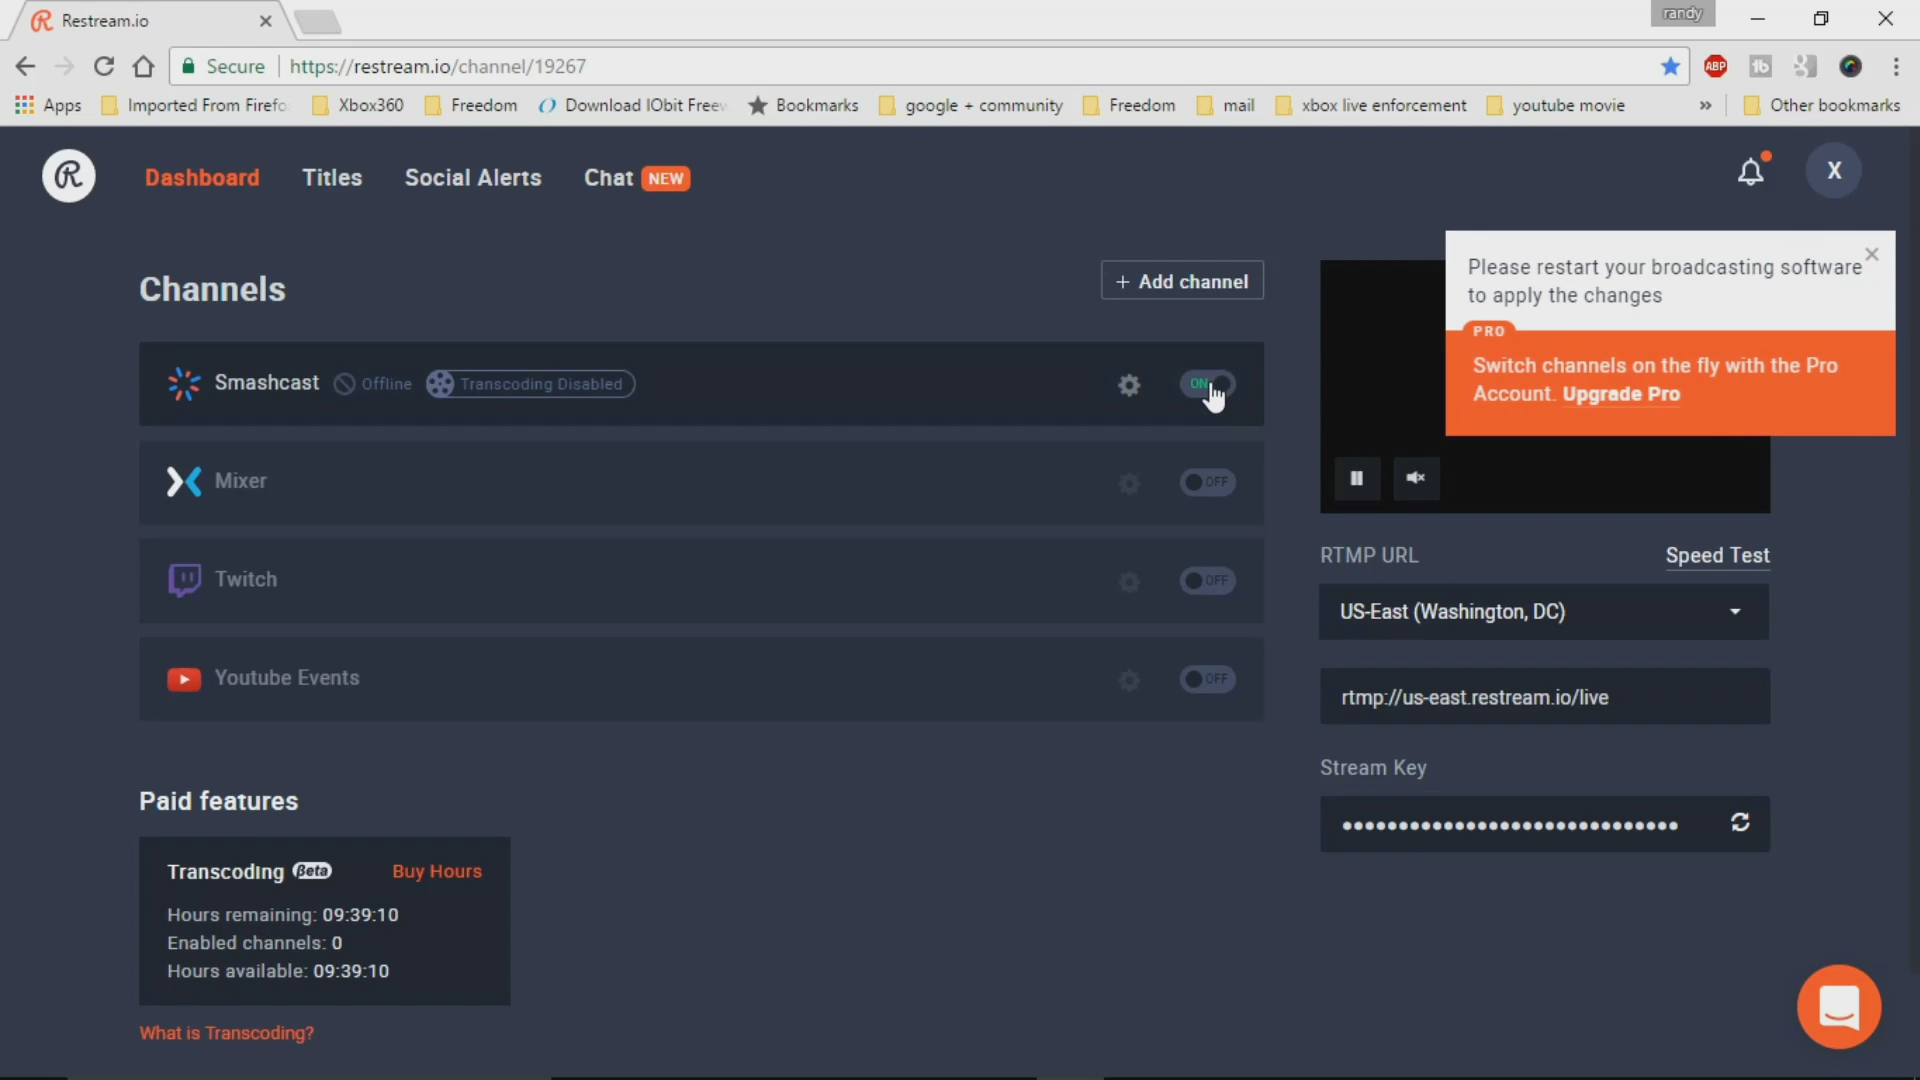 Restream.io
randy
Secure https://restream.io/channel/19267
ABP
Apps Imported From Firefo Xbox360 Freedom Download IObit Freew Bookmarks google + community Freedom mail xbox live enforcement youtube movie » Other bookmarks
Dashboard Titles Social Alerts Chat NEW
X
Channels
+ Add channel
Please restart your broadcasting software
to apply the changes
PRO
Switch channels on the fly with the Pro
Account. Upgrade Pro
Smashcast Offline Transcoding Disabled ON
Mixer OFF
Twitch OFF
Youtube Events OFF
RTMP URL Speed Test
US-East (Washington, DC)
rtmp://us-east.restream.io/live
Stream Key
Paid features
Transcoding Beta Buy Hours
Hours remaining: 09:39:10
Enabled channels: 0
Hours available: 09:39:10
What is Transcoding?